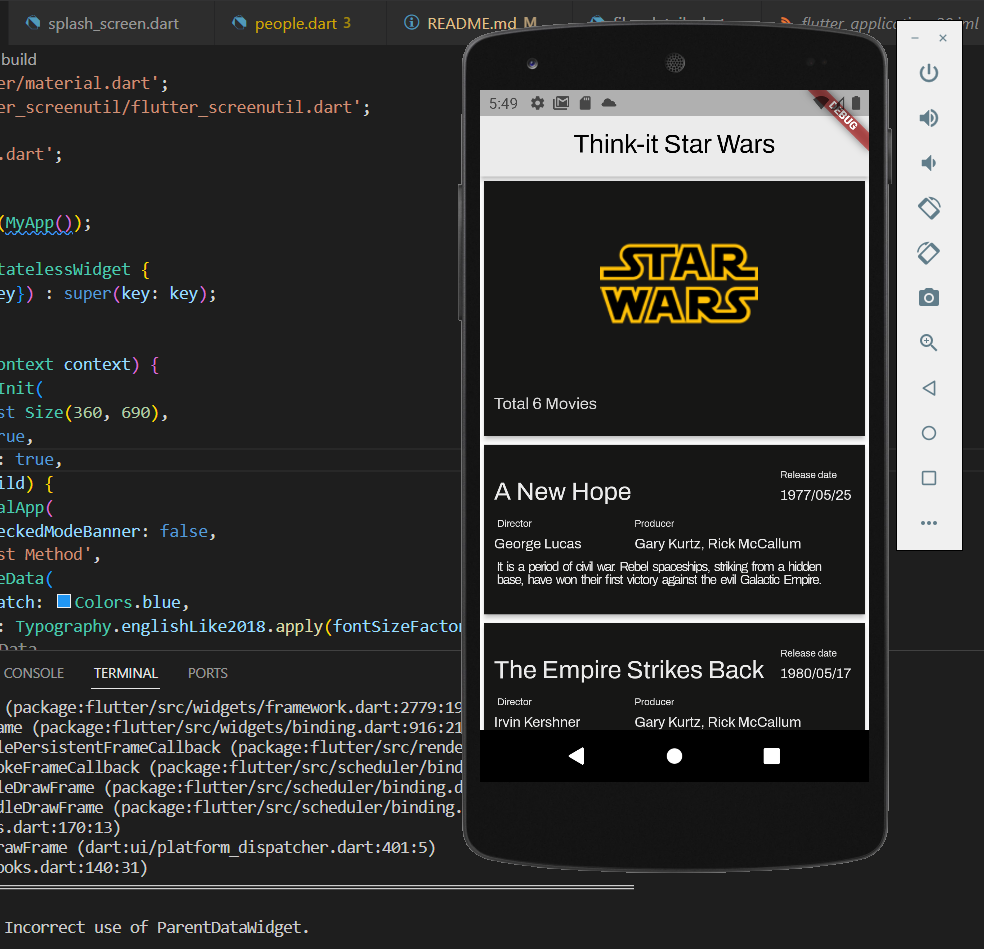 splash_screen.dart
people.dart 3
README.md M
flutter_application
iml
build
er/material.dart';
er_screenutil/flutter_screenutil.dart';
.dart';
(MyApp());
tatelessWidget {
ey}) : super(key: key);
ontext context) {
Init(
st Size(360, 690),
rue,
: true,
ild) {
alApp(
eckedModeBanner: false,
st Method',
eData(
atch: Colors.blue,
: Typography.englishLike2018.apply(fontSizeFactor
CONSOLE TERMINAL PORTS
(package:flutter/src/widgets/framework.dart:2779:19
ame (package:flutter/src/widgets/binding.dart:916:21
lePersistentFrameCallback (package:flutter/src/rende
okeFrameCallback (package:flutter/src/scheduler/bind
leDrawFrame (package:flutter/src/scheduler/binding.d
dleDrawFrame (package:flutter/src/scheduler/binding.
s.dart:170:13)
rawFrame (dart:ui/platform_dispatcher.dart:401:5)
ooks.dart:140:31)
Incorrect use of ParentDataWidget.
5:49
DEBUG
Think-it Star Wars
STAR
WARS
Total 6 Movies
Release date
A New Hope 1977/05/25
Director Producer
George Lucas Gary Kurtz, Rick McCallum
It is a period of civil war. Rebel spaceships, striking from a hidden
base, have won their first victory against the evil Galactic Empire.
Release date
The Empire Strikes Back 1980/05/17
Director Producer
Irvin Kershner Gary Kurtz, Rick McCallum